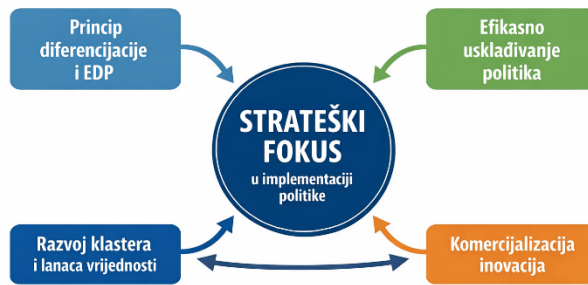 Princip
diferencijacije
i EDP
Efikasno
usklađivanje
politika
STRATEŠKI
FOKUS
u implementaciji
politike
Razvoj klastera
i lanaca vrijednosti
Komercijalizacija
inovacija